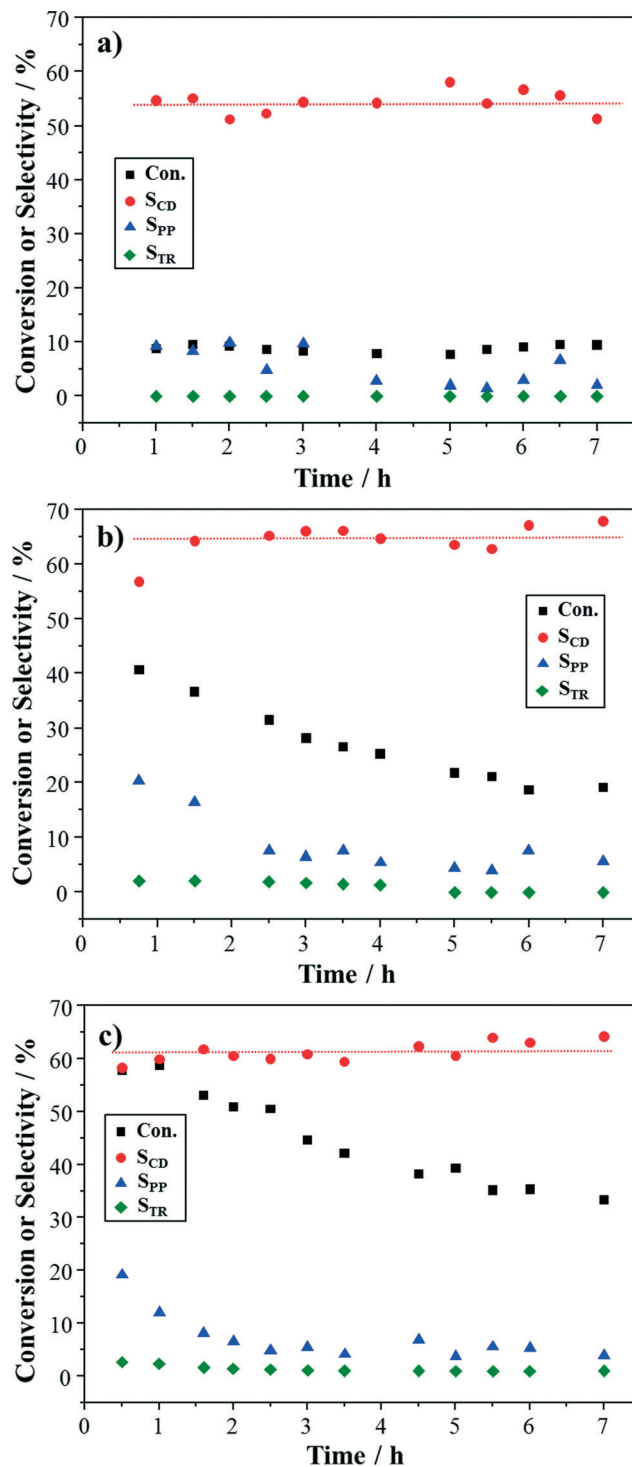 a)
70
60
50
40
30
20
10
0
Conversion or Selectivity / %
Con.
S_CD
S_PP
S_TR
0 1 2 3 4 5 6 7
Time / h
b)
70
60
50
40
30
20
10
0
Conversion or Selectivity / %
Con.
S_CD
S_PP
S_TR
0 1 2 3 4 5 6 7
Time / h
c)
70
60
50
40
30
20
10
0
Conversion or Selectivity / %
Con.
S_CD
S_PP
S_TR
0 1 2 3 4 5 6 7
Time / h